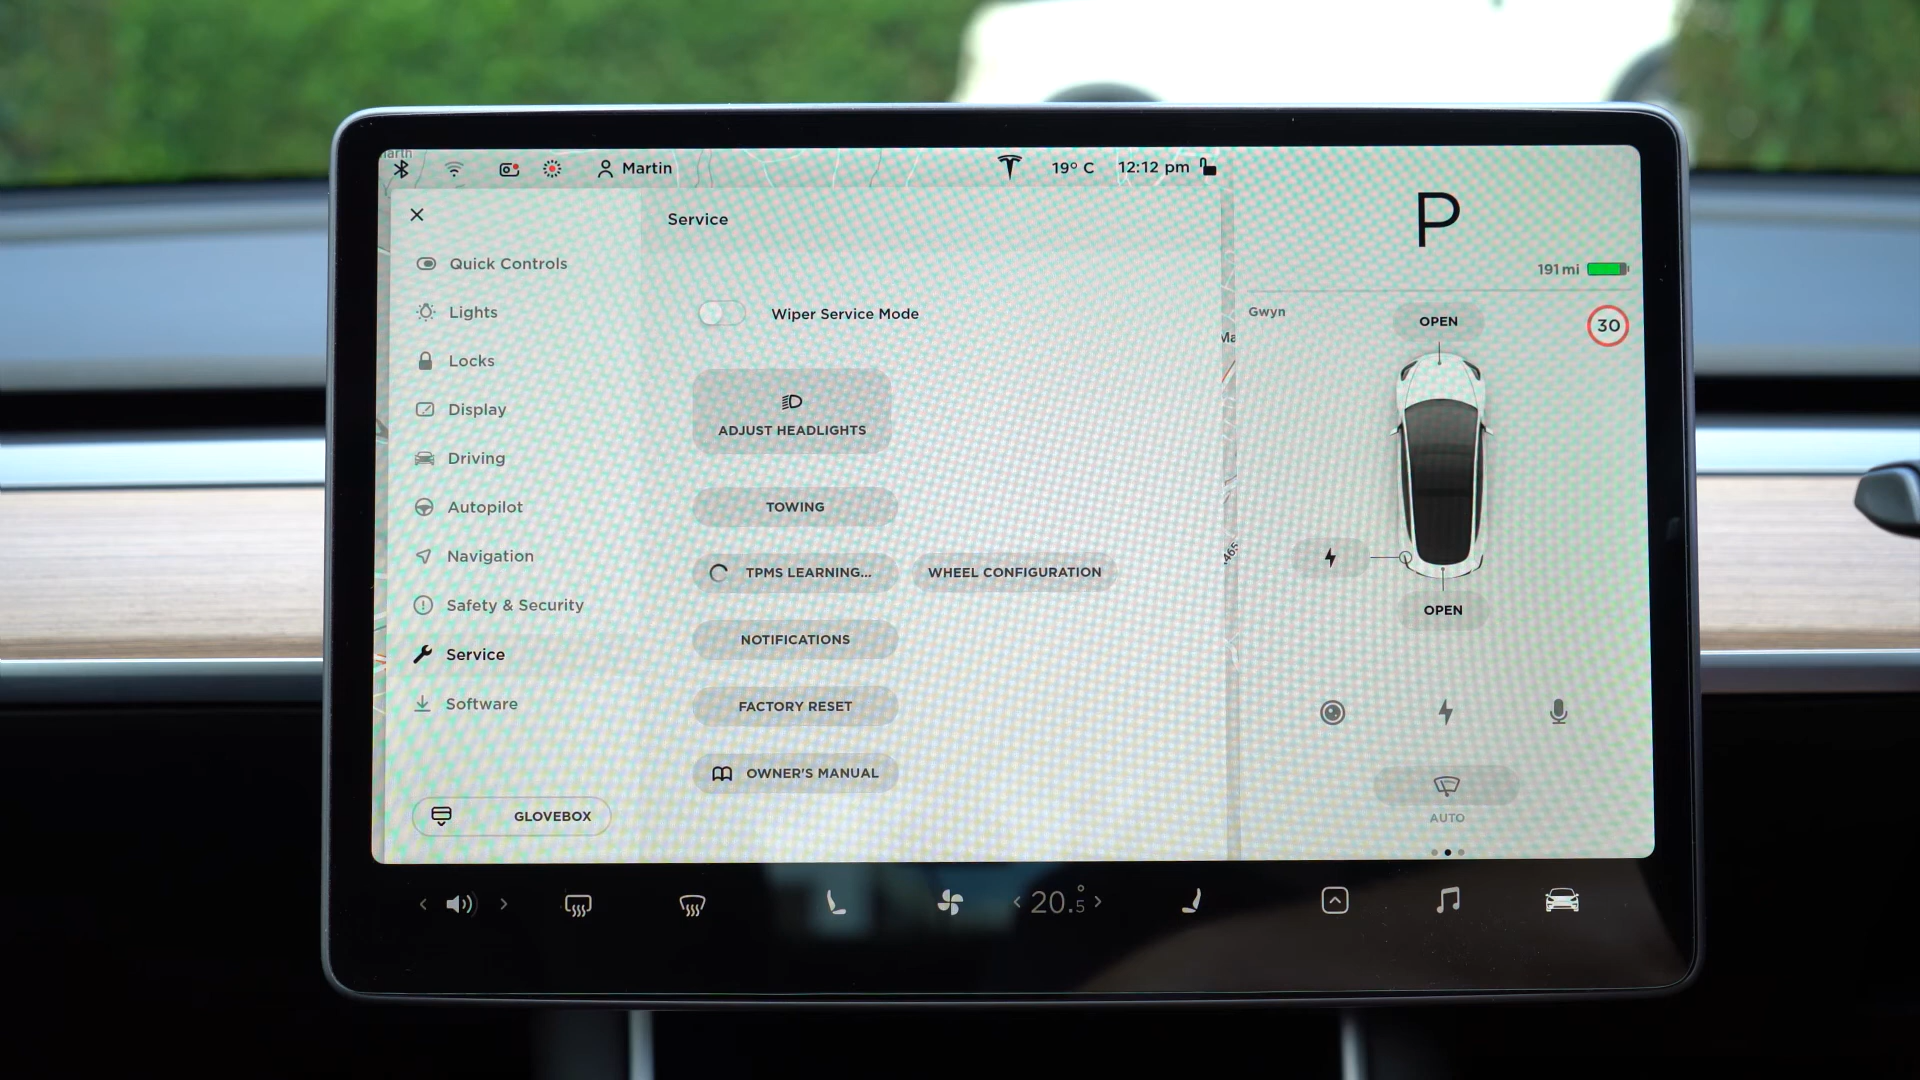 arth
Martin
19° C
12:12 pm
Service
Quick Controls
Lights
Locks
Display
Driving
Autopilot
Navigation
Safety & Security
Service
Software
GLOVEBOX
Wiper Service Mode
ADJUST HEADLIGHTS
TOWING
TPMS LEARNING...
WHEEL CONFIGURATION
NOTIFICATIONS
FACTORY RESET
OWNER'S MANUAL
Ma
P
191 mi
Gwyn
OPEN
30
OPEN
AUTO
20.5°